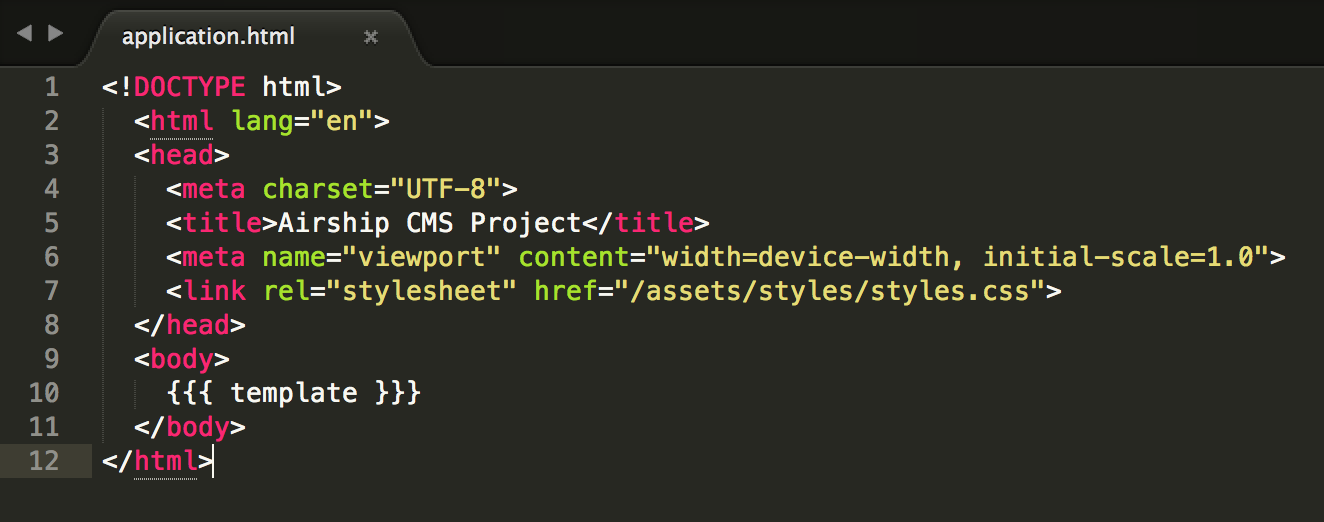 application.html
1 <!DOCTYPE html>
2   <html lang="en">
3   <head>
4     <meta charset="UTF-8">
5     <title>Airship CMS Project</title>
6     <meta name="viewport" content="width=device-width, initial-scale=1.0">
7     <link rel="stylesheet" href="/assets/styles/styles.css">
8   </head>
9   <body>
10     {{{ template }}}
11   </body>
12 </html>